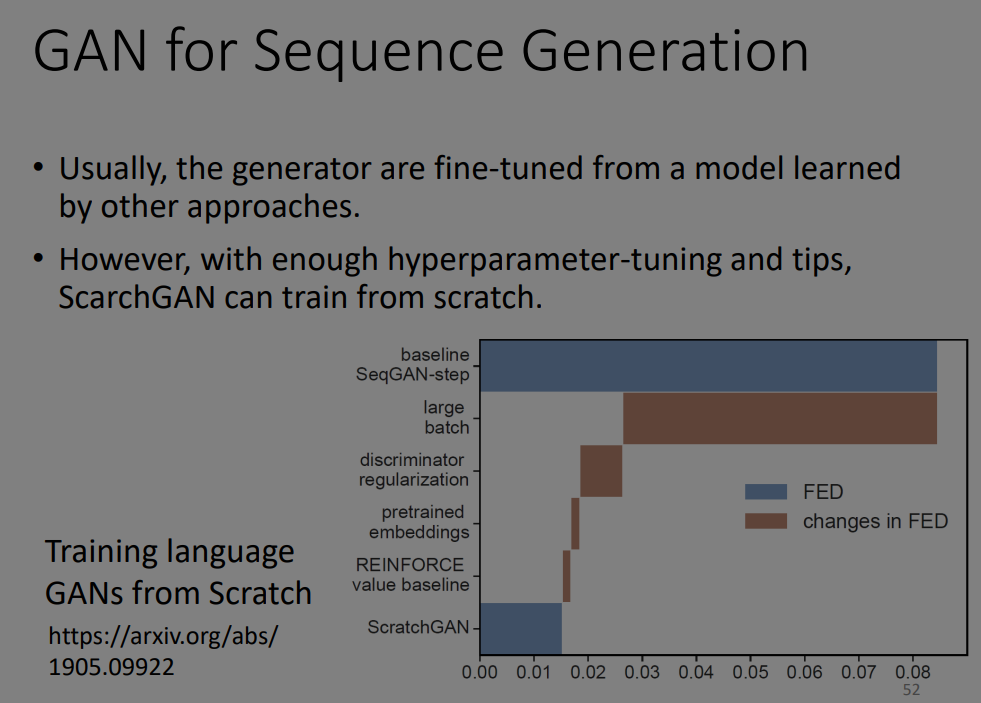 GAN for Sequence Generation
• Usually, the generator are fine-tuned from a model learned
by other approaches.
• However, with enough hyperparameter-tuning and tips,
ScarchGAN can train from scratch.
baseline
SeqGAN-step
large
batch
discriminator
regularization
pretrained
embeddings
REINFORCE
value baseline
ScratchGAN
FED
changes in FED
0.00 0.01 0.02 0.03 0.04 0.05 0.06 0.07 0.08
Training language
GANs from Scratch
https://arxiv.org/abs/
1905.09922
52